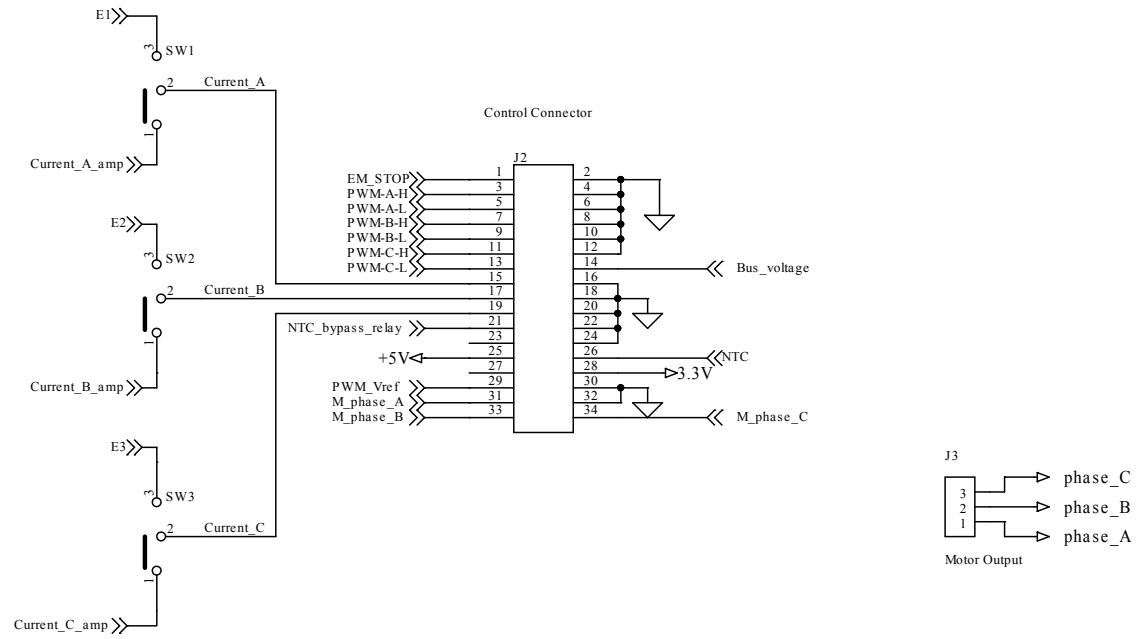 E1
3
SW1
2
Current_A
1
Current_A_amp
E2
3
SW2
2
Current_B
1
Current_B_amp
E3
3
SW3
2
Current_C
1
Current_C_amp
Control Connector
J2
EM_STOP 1 2
PWM-A-H 3 4
PWM-A-L 5 6
PWM-B-H 7 8
PWM-B-L 9 10
PWM-C-H 11 12
PWM-C-L 13 14 Bus_voltage
15 16
17 18
19 20
NTC_bypass_relay 21 22
23 24
+5V 25 26 NTC
27 28 3.3V
PWM_Vref 29 30
M_phase_A 31 32
M_phase_B 33 34 M_phase_C
J3
3 phase_C
2 phase_B
1 phase_A
Motor Output